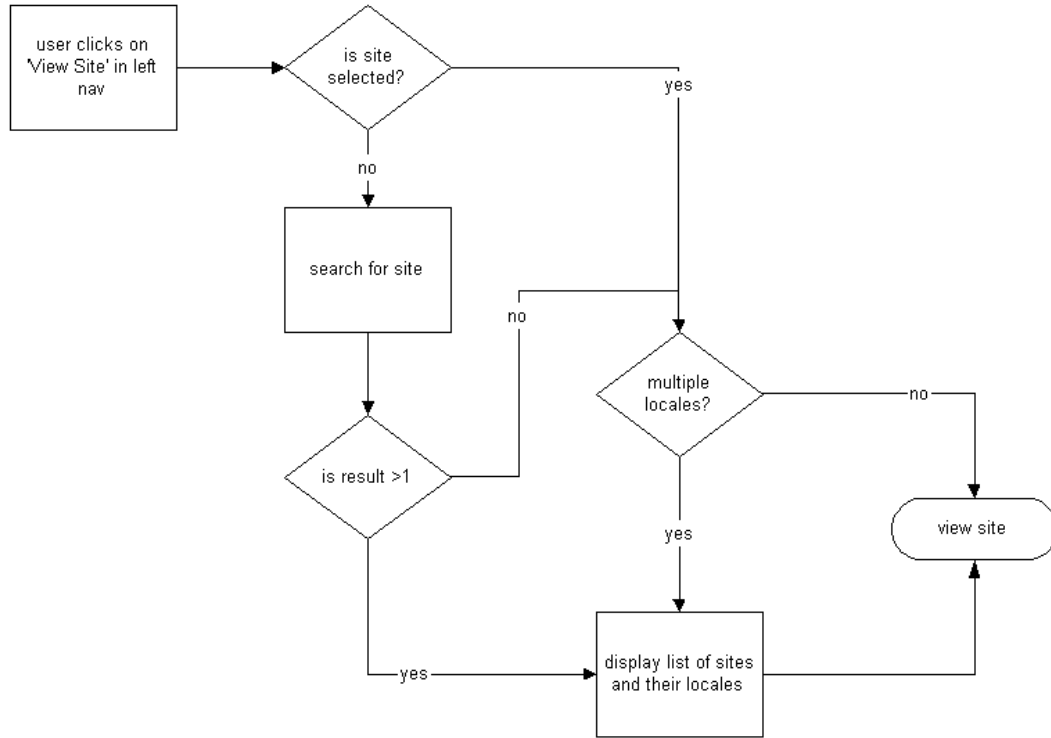 user clicks on
'View Site' in left
nav
is site
selected?
yes
no
search for site
no
multiple
locales?
no
is result >1
yes
view site
display list of sites
and their locales
yes